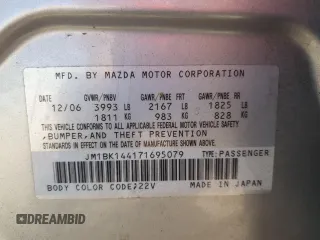 MFD. BY MAZDA MOTOR CORPORATION
GVWR/PNBV GAWR/PNBE FRT GAWR/PNBE RR
12/06 3993 LB 2167 LB 1825 LB
1811 KG 983 KG 828 KG
THIS VEHICLE CONFORMS TO ALL APPLICABLE FEDERAL MOTOR VEHICLE SAFETY
,BUMPER,AND THEFT PREVENTION
STANDARDS IN EFFECT ON THE DATE OF MANUFACTURE SHOWN ABOVE.
JM1BK144171695079 TYPE:PASSENGER
BODY COLOR CODE:22V MADE IN JAPAN
DREAMBID